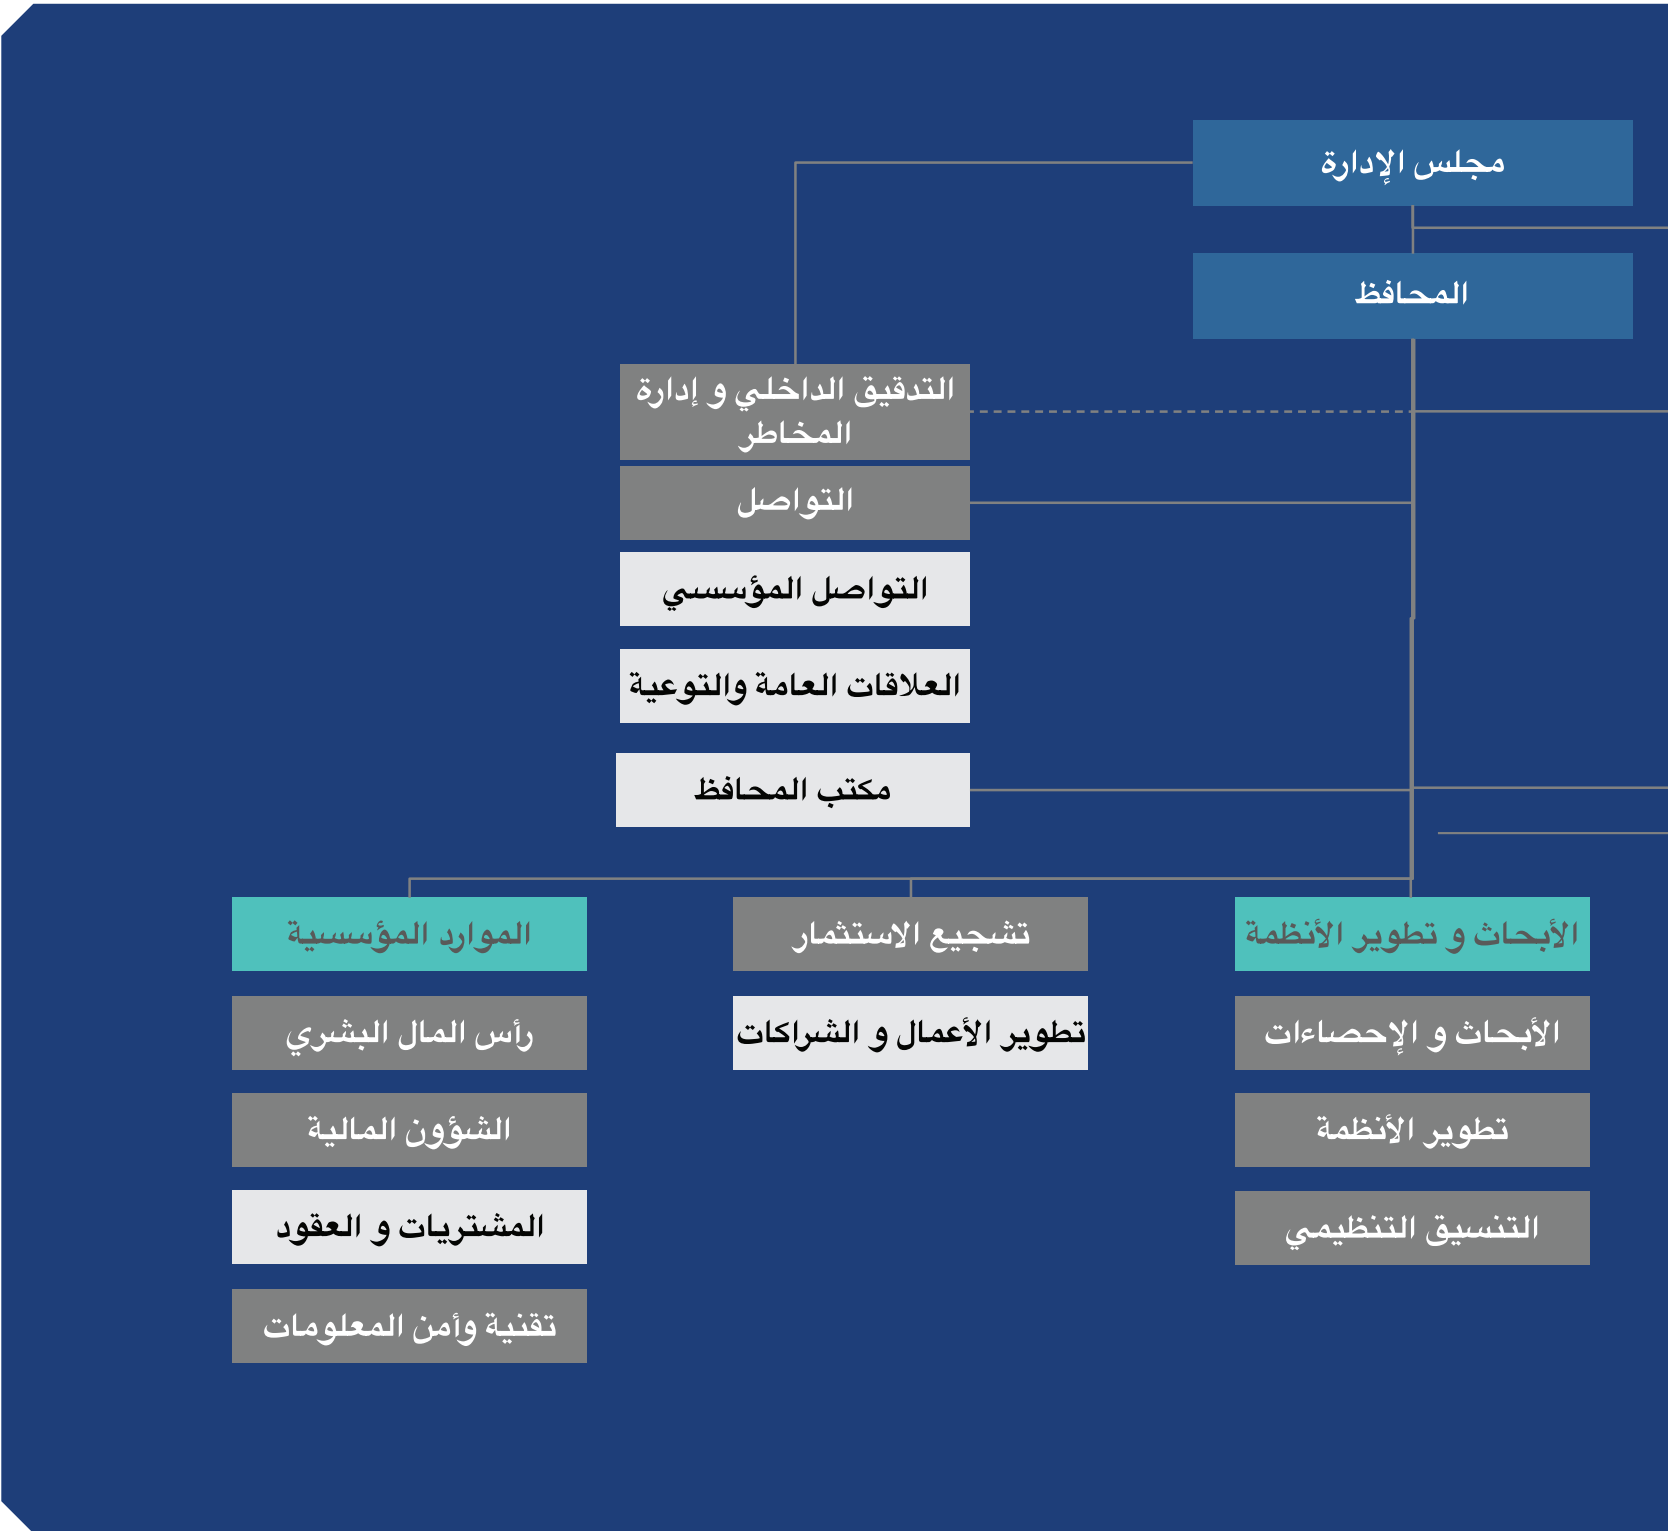 مجلس الإدارة
المحافظ
التدقيق الداخلي و إدارة
المخاطر
التواصل
التواصل المؤسسي
العلاقات العامة والتوعية
مكتب المحافظ
الأبحاث و تطوير الأنظمة
تشجيع الاستثمار
الموارد المؤسسية
الأبحاث و الإحصاءات
تطوير الأعمال و الشراكات
رأس المال البشري
تطوير الأنظمة
الشؤون المالية
التنسيق التنظيمي
المشتريات و العقود
تقنية وأمن المعلومات